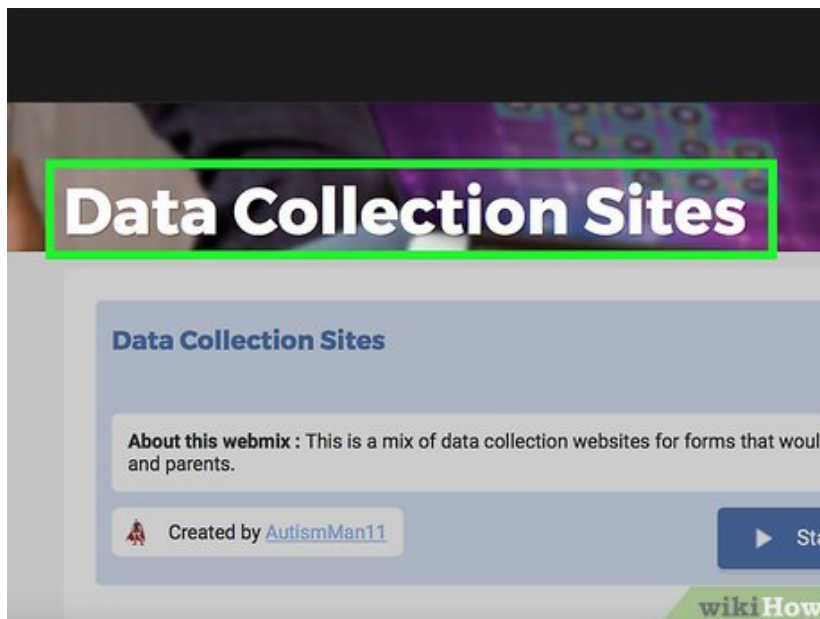 Data Collection Sites
Data Collection Sites
About this webmix : This is a mix of data collection websites for forms that
and parents.
Created by AutismMan11
wikiHow